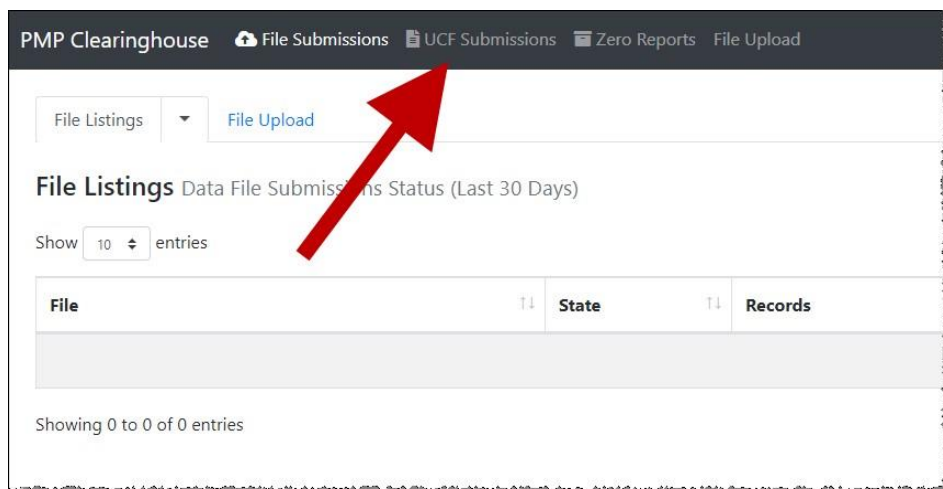 PMP Clearinghouse File Submissions UCF Submissions Zero Reports File Upload
File Listings File Upload
File Listings Data File Submissions Status (Last 30 Days)
Show 10 entries
File State Records
Showing 0 to 0 of 0 entries